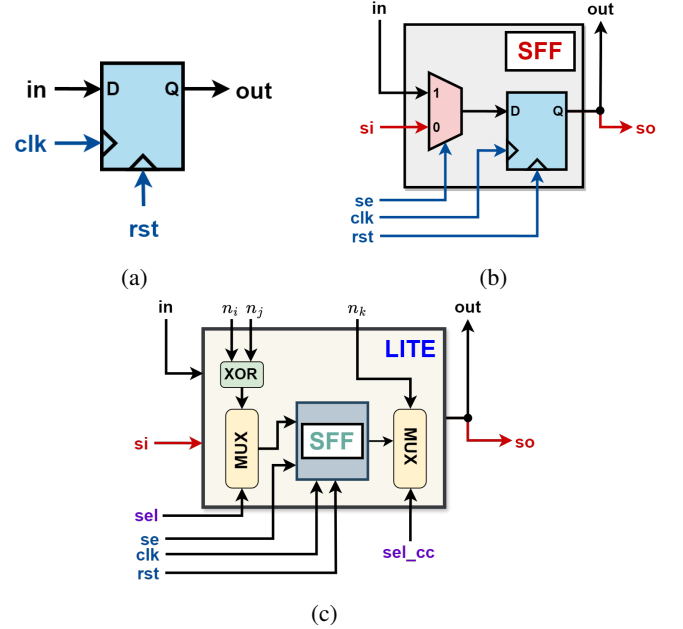 in
D
Q
out
clk
rst
(a)
in
out
SFF
1
0
D
Q
si
so
se
clk
rst
(b)
in
n_i
n_j
n_k
out
LITE
XOR
MUX
SFF
MUX
si
so
sel
se
clk
rst
sel_cc
(c)